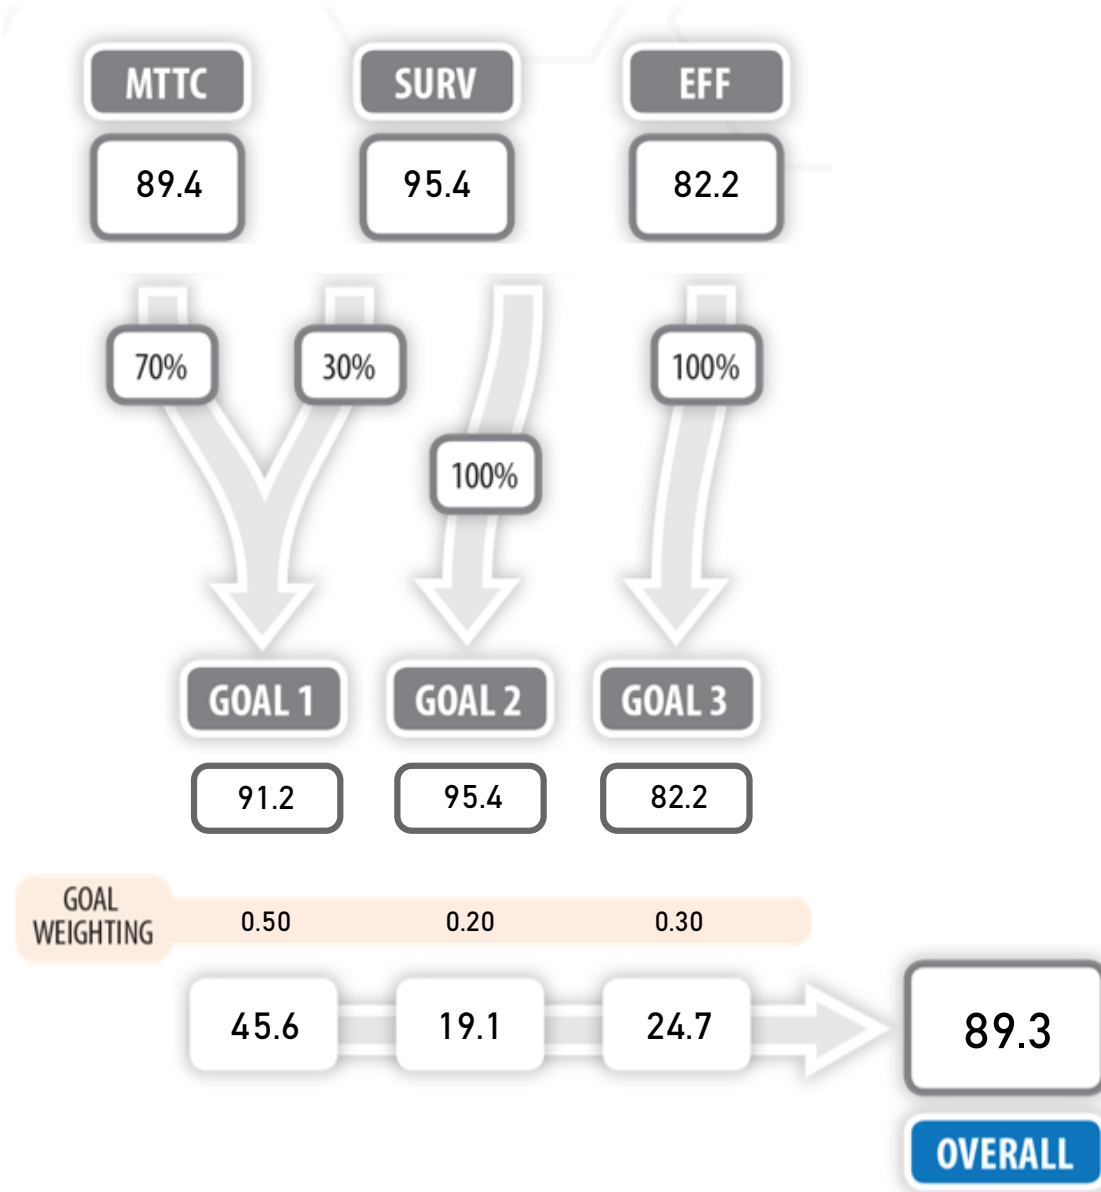 MTTC SURV EFF
89.4 95.4 82.2
70% 30% 100%
100%
GOAL 1 GOAL 2 GOAL 3
91.2 95.4 82.2
GOAL
WEIGHTING
0.50 0.20 0.30
45.6 19.1 24.7 89.3
OVERALL